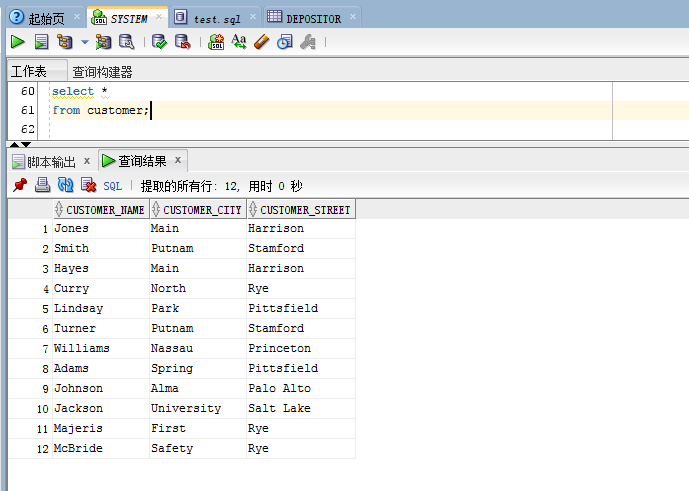 起始页 SYSTEM test.sql DEPOSITOR
工作表 查询构建器
60 select *
61 from customer;
62
脚本输出 x 查询结果 x
SQL | 提取的所有行: 12, 用时 0 秒
CUSTOMER_NAME CUSTOMER_CITY CUSTOMER_STREET
1 Jones Main Harrison
2 Smith Putnam Stamford
3 Hayes Main Harrison
4 Curry North Rye
5 Lindsay Park Pittsfield
6 Turner Putnam Stamford
7 Williams Nassau Princeton
8 Adams Spring Pittsfield
9 Johnson Alma Palo Alto
10 Jackson University Salt Lake
11 Majeris First Rye
12 McBride Safety Rye